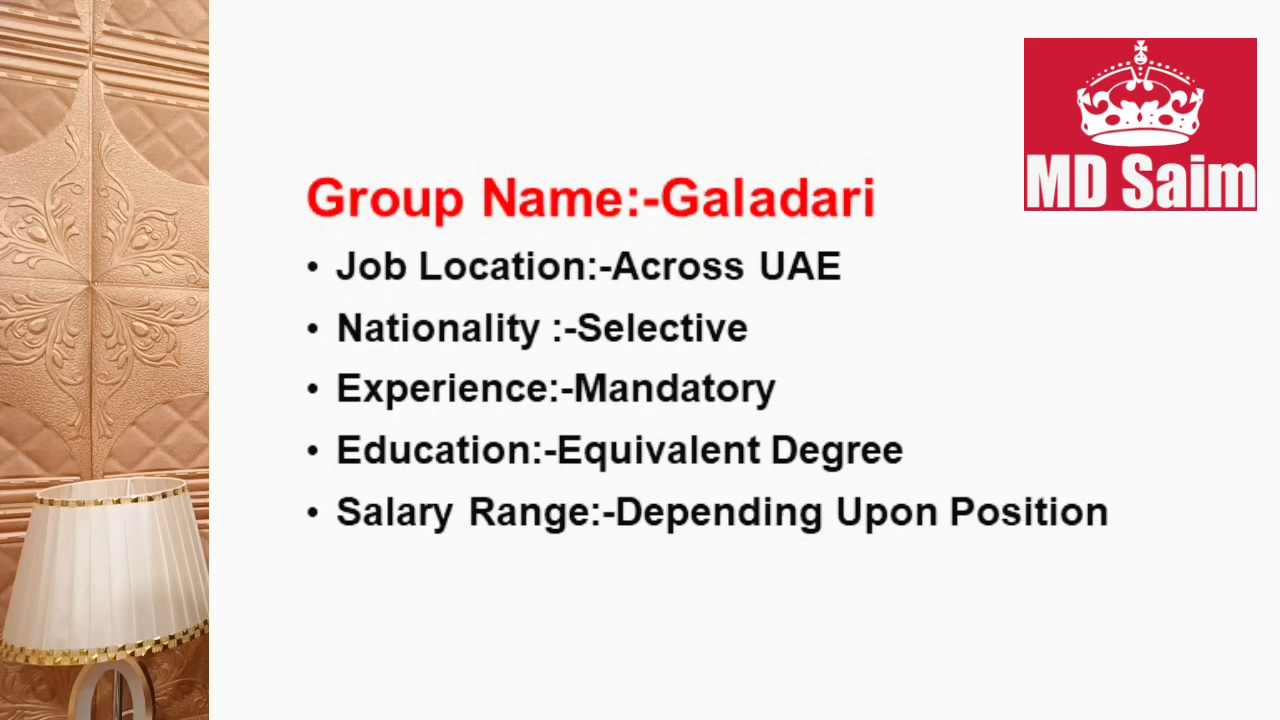 MD Saim
Group Name:-Galadari
• Job Location:-Across UAE
• Nationality :-Selective
• Experience:-Mandatory
• Education:-Equivalent Degree
• Salary Range:-Depending Upon Position